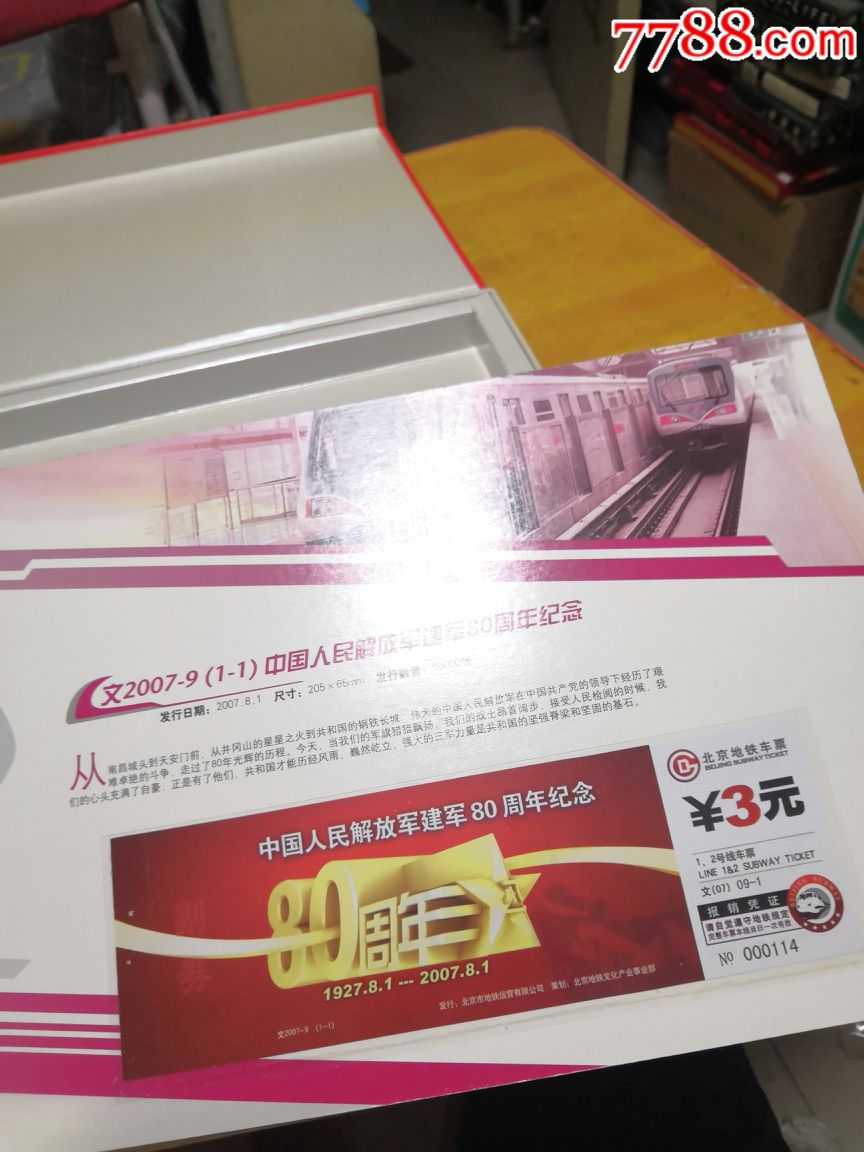 7788.com
文2007-9 (1-1) 中国人民解放军建军80周年纪念
发行日期：2007.8.1 尺寸：205×65mm 发行数量：
从南昌城头到天安门前，从井冈山的星星之火到共和国的钢铁长城，伟大的中国人民解放军在中国共产党的领导下经历了艰
难卓绝的斗争，走过了80年光辉的历程。今天，当我们的军旗猎猎飘扬，我们的战士昂首阔步，接受人民检阅的时候，我
们的心头充满了自豪，正是有了他们，共和国才能历经风雨，巍然屹立，强大的三军力量是共和国的坚强脊梁和坚固的基石。
中国人民解放军建军80周年纪念
80周年
1927.8.1 --- 2007.8.1
发行：北京市地铁运营有限公司 策划：北京地铁文化产业事业部
文2007-9 (1-1)
副券
北京地铁车票
BEIJING SUBWAY TICKET
¥3元
1、2号线车票
LINE 1&2 SUBWAY TICKET
文(07) 09-1
报销凭证
请自觉遵守地铁规定
完整车票本线当日一次有效
BEIJING SUBWAY
№ 000114